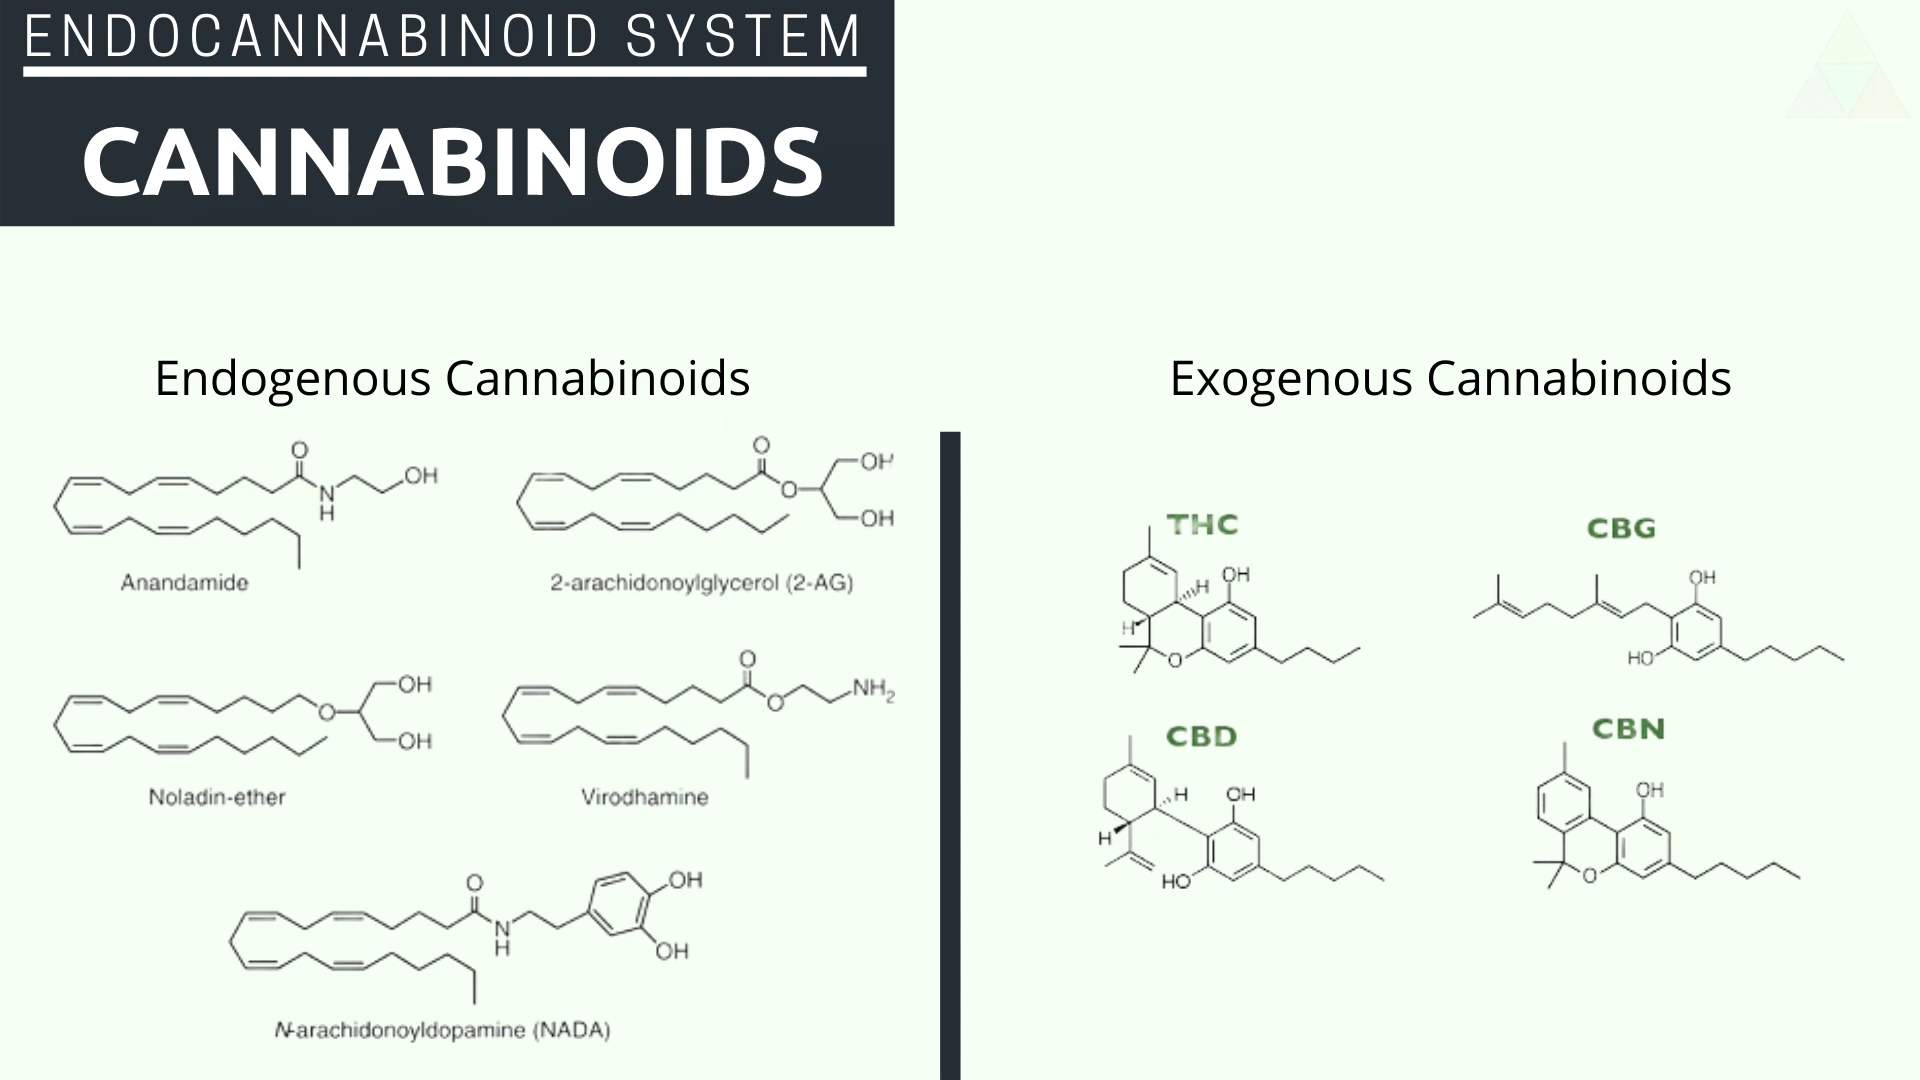 ENDOCANNABINOID SYSTEM
CANNABINOIDS
Endogenous Cannabinoids
O
OH
N
H
Anandamide
O
OH
O
OH
2-arachidonoylglycerol (2-AG)
OH
O
OH
Noladin-ether
O
O
NH2
Virodhamine
O
OH
N
H
OH
N-arachidonoyldopamine (NADA)
Exogenous Cannabinoids
THC
OH
H
H
O
CBG
OH
HO
CBD
H
OH
H
HO
CBN
OH
O